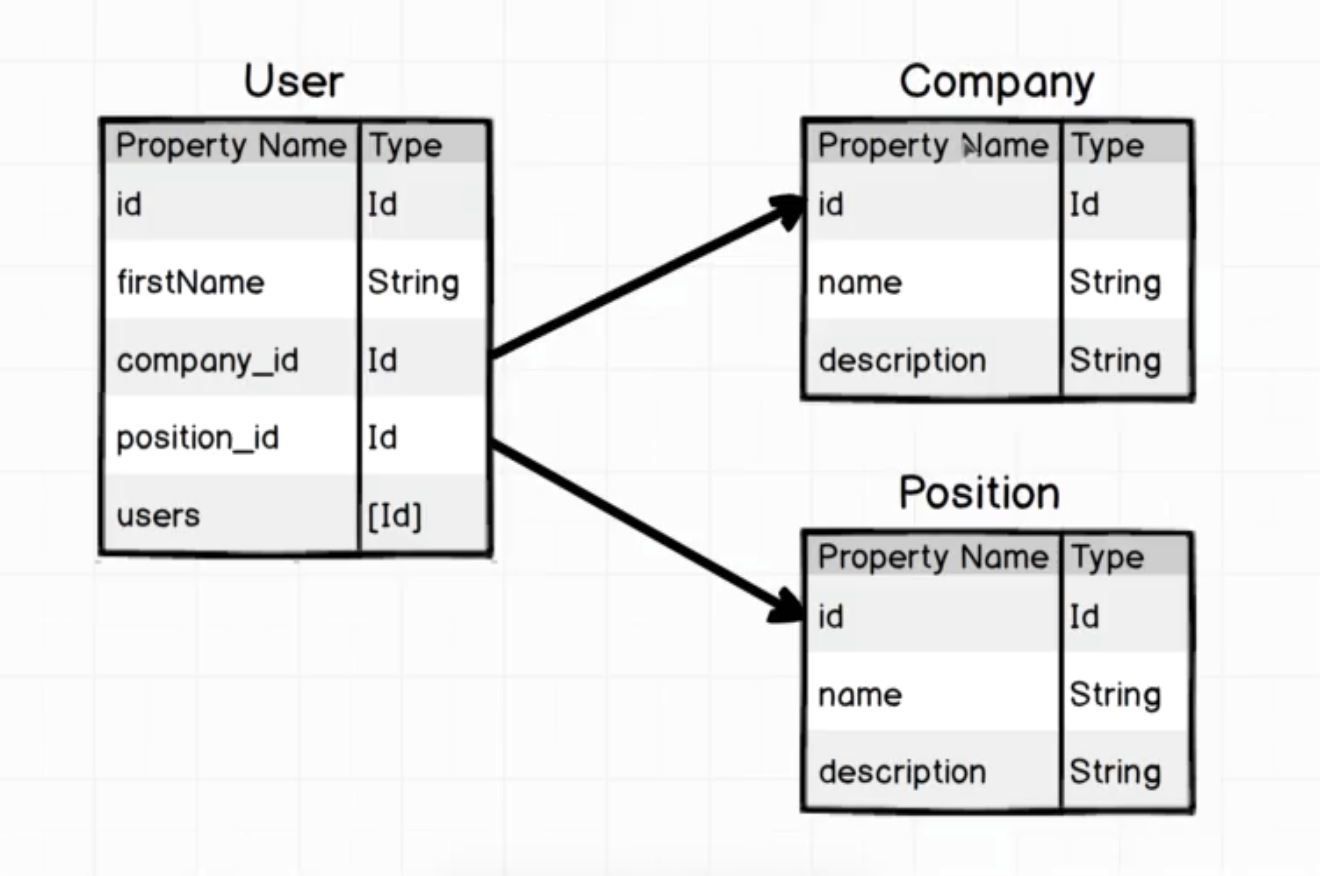 User
Property Name Type
id Id
firstName String
company_id Id
position_id Id
users [Id]
Company
Property Name Type
id Id
name String
description String
Position
Property Name Type
id Id
name String
description String